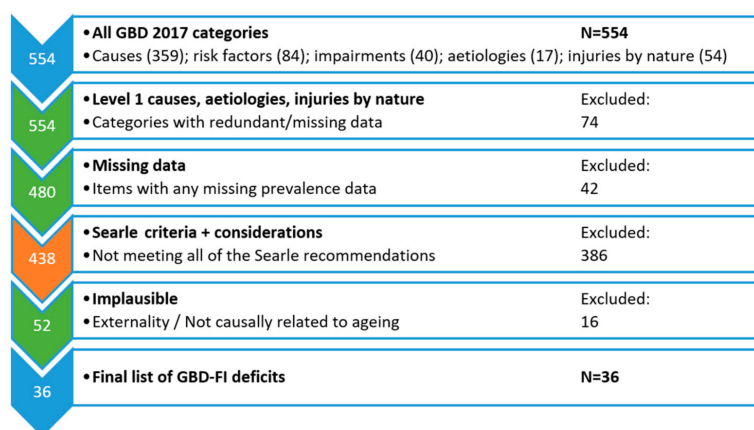 554
•All GBD 2017 categories N=554
•Causes (359); risk factors (84); impairments (40); aetiologies (17); injuries by nature (54)
554
•Level 1 causes, aetiologies, injuries by nature Excluded:
•Categories with redundant/missing data 74
480
•Missing data Excluded:
•Items with any missing prevalence data 42
438
•Searle criteria + considerations Excluded:
•Not meeting all of the Searle recommendations 386
52
•Implausible Excluded:
•Externality / Not causally related to ageing 16
36
•Final list of GBD-FI deficits N=36